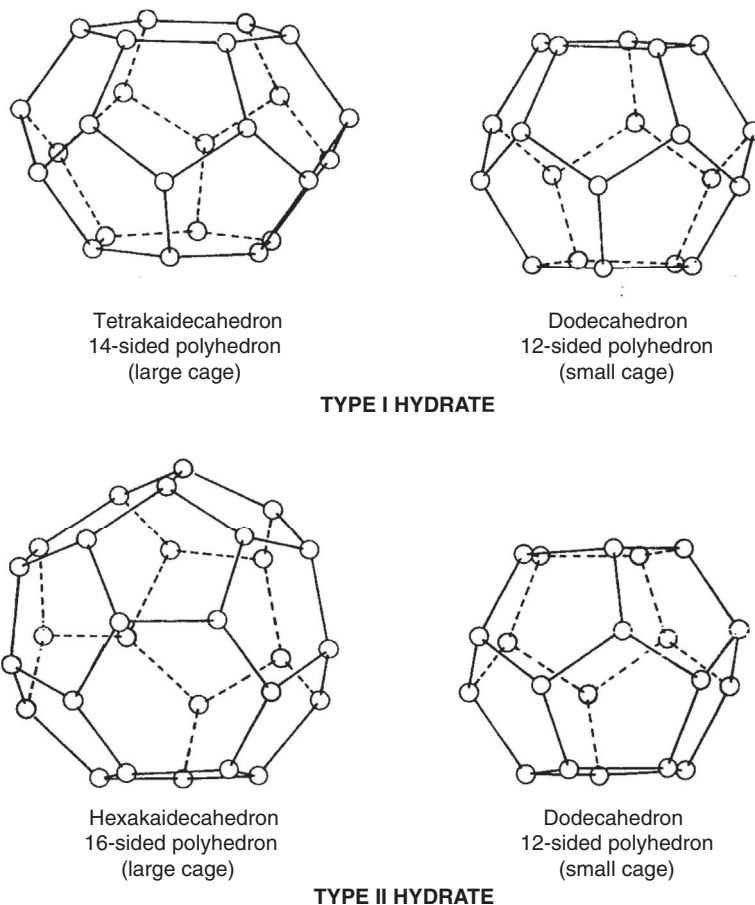 Tetrakaidecahedron
14-sided polyhedron
(large cage)
Dodecahedron
12-sided polyhedron
(small cage)
TYPE I HYDRATE
Hexakaidecahedron
16-sided polyhedron
(large cage)
Dodecahedron
12-sided polyhedron
(small cage)
TYPE II HYDRATE